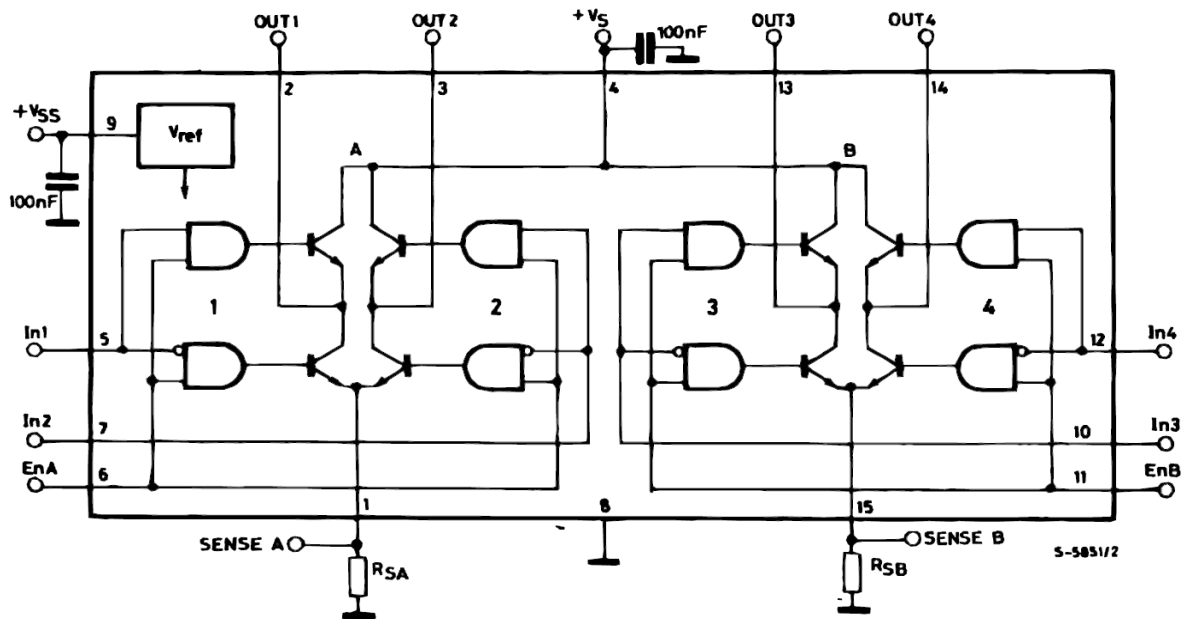 OUT1 OUT2 +VS 100nF OUT3 OUT4
2 3 4 13 14
+VSS 9 Vref
A B
100nF
1 2 3 4
In1 5 12 In4
In2 7 10 In3
EnA 6 11 EnB
1 8 15
SENSE A SENSE B S-5851/2
RSA RSB